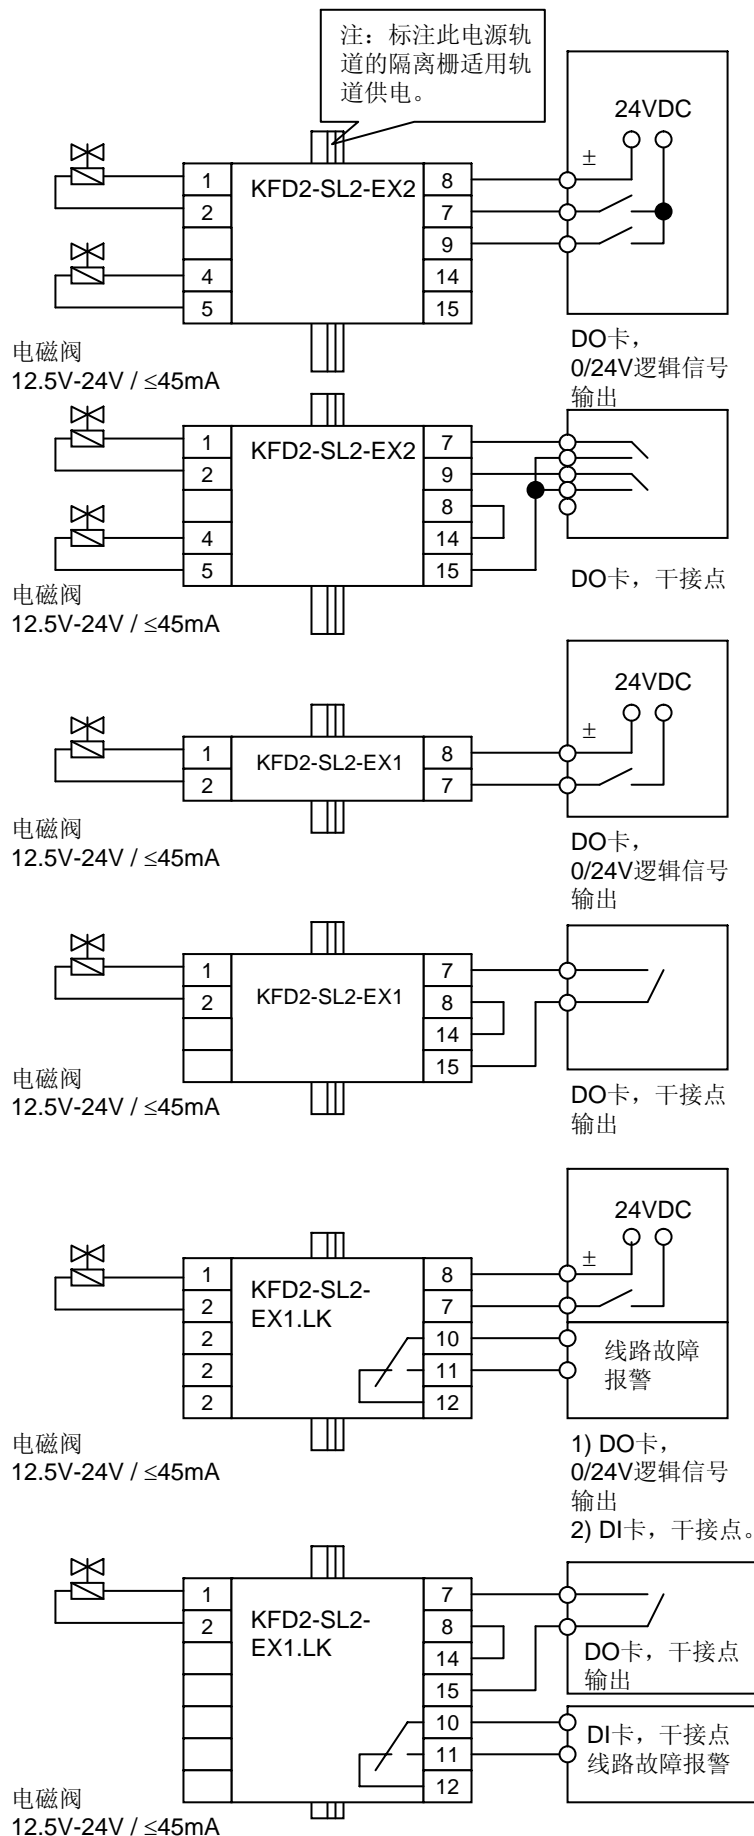 注：标注此电源轨
道的隔离栅适用轨
道供电。
24VDC
±
1
2
4
5
KFD2-SL2-EX2
8
7
9
14
15
电磁阀
12.5V-24V / ≤45mA
DO卡，
0/24V逻辑信号
输出
1
2
4
5
KFD2-SL2-EX2
7
9
8
14
15
电磁阀
12.5V-24V / ≤45mA
DO卡，干接点
24VDC
±
1
2
KFD2-SL2-EX1
8
7
电磁阀
12.5V-24V / ≤45mA
DO卡，
0/24V逻辑信号
输出
1
2
KFD2-SL2-EX1
7
8
14
15
电磁阀
12.5V-24V / ≤45mA
DO卡，干接点
输出
24VDC
±
1
2
2
2
2
KFD2-SL2-
EX1.LK
8
7
10
11
12
线路故障
报警
电磁阀
12.5V-24V / ≤45mA
1) DO卡，
0/24V逻辑信号
输出
2) DI卡，干接点。
1
2
KFD2-SL2-
EX1.LK
7
8
14
15
10
11
12
DO卡，干接点
输出
DI卡，干接点
线路故障报警
电磁阀
12.5V-24V / ≤45mA